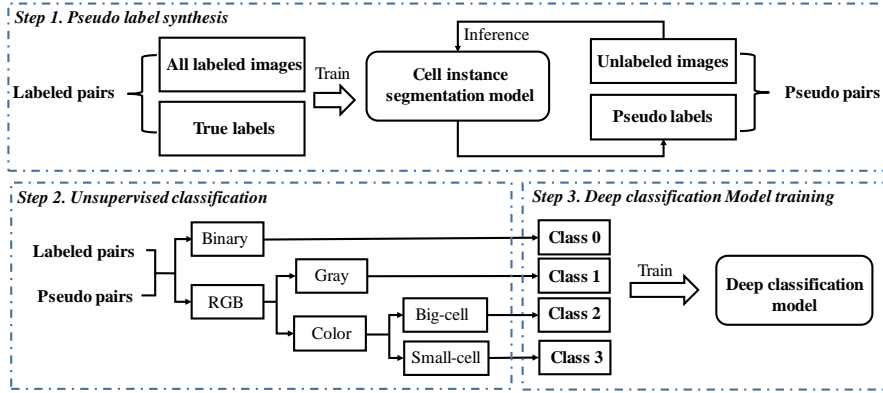 Step 1. Pseudo label synthesis
Labeled pairs
All labeled images
True labels
Train
Cell instance
segmentation model
Inference
Unlabeled images
Pseudo labels
Pseudo pairs
Step 2. Unsupervised classification
Labeled pairs
Pseudo pairs
Binary
RGB
Gray
Color
Big-cell
Small-cell
Step 3. Deep classification Model training
Class 0
Class 1
Class 2
Class 3
Train
Deep classification
model